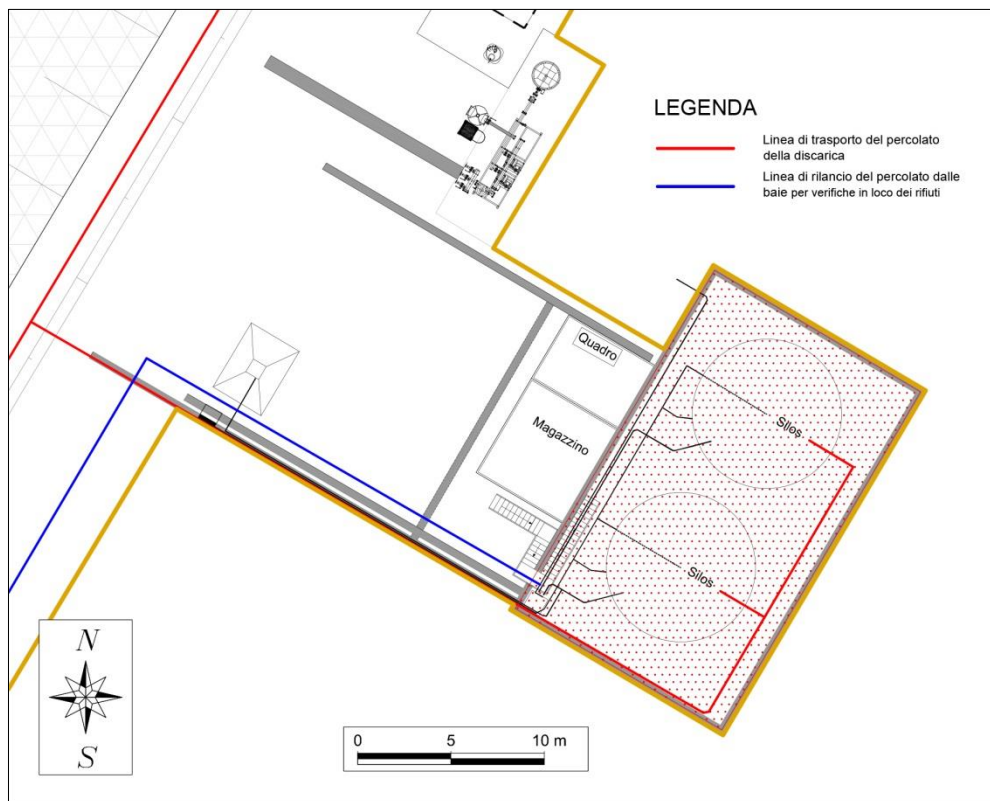 LEGENDA
Linea di trasporto del percolato
della discarica
Linea di rilancio del percolato dalle
baie per verifiche in loco dei rifiuti
Quadro
Magazzino
Silos
Silos
N
S
0 5 10 m